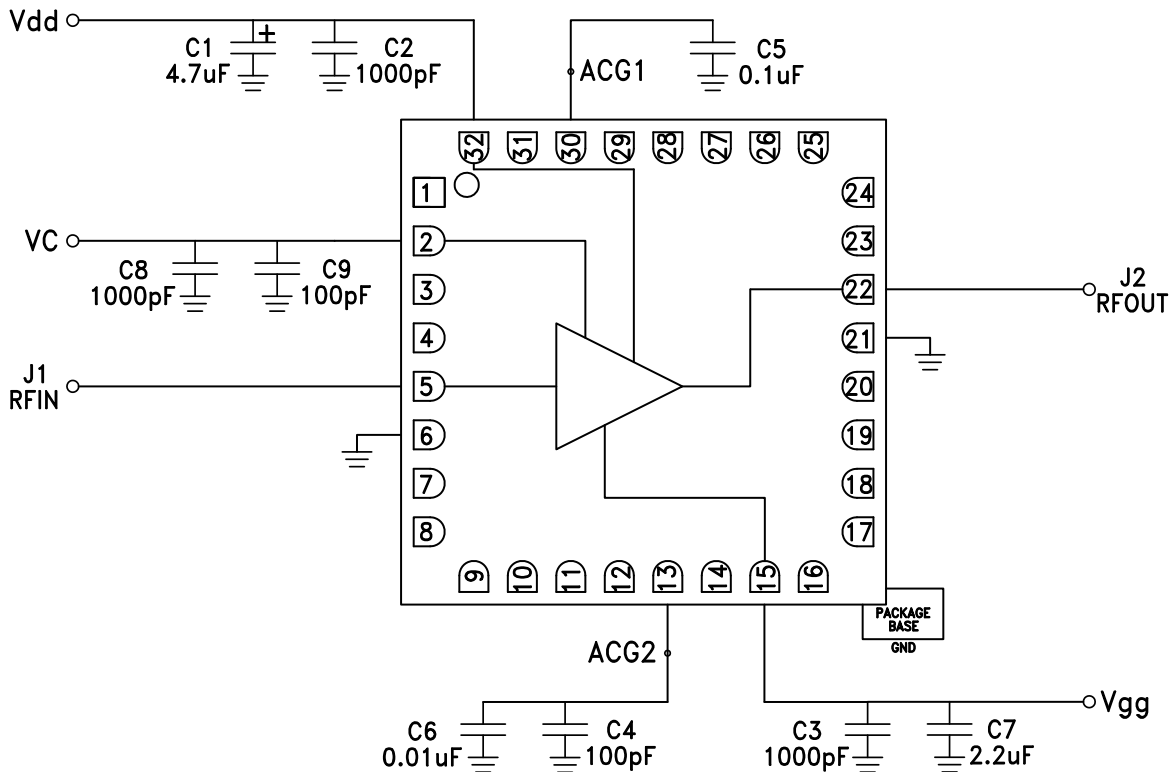 Vdd
C1
4.7uF
+
C2
1000pF
ACG1
C5
0.1uF
32
31
30
29
28
27
26
25
1
2
3
4
5
6
7
8
24
23
22
21
20
19
18
17
9
10
11
12
13
14
15
16
VC
C8
1000pF
C9
100pF
J1
RFIN
J2
RFOUT
PACKAGE
BASE
GND
ACG2
C6
0.01uF
C4
100pF
C3
1000pF
C7
2.2uF
Vgg